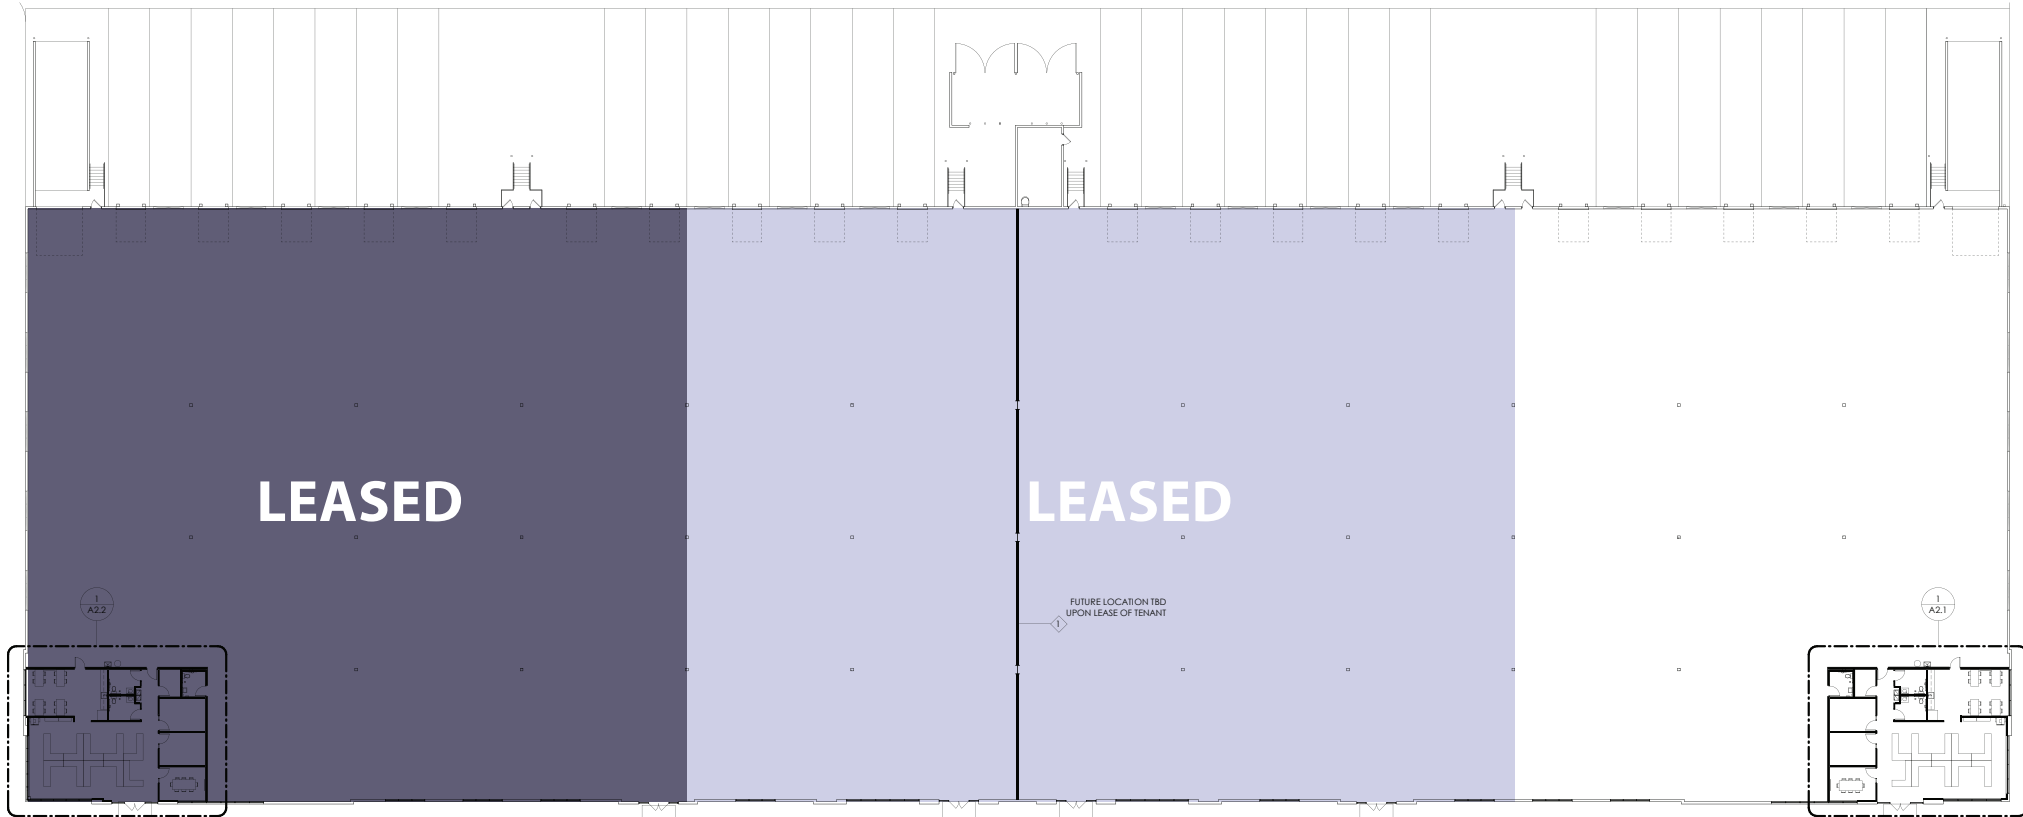 LEASED
LEASED
1
A2.2
FUTURE LOCATION TBD
UPON LEASE OF TENANT
1
1
A2.1